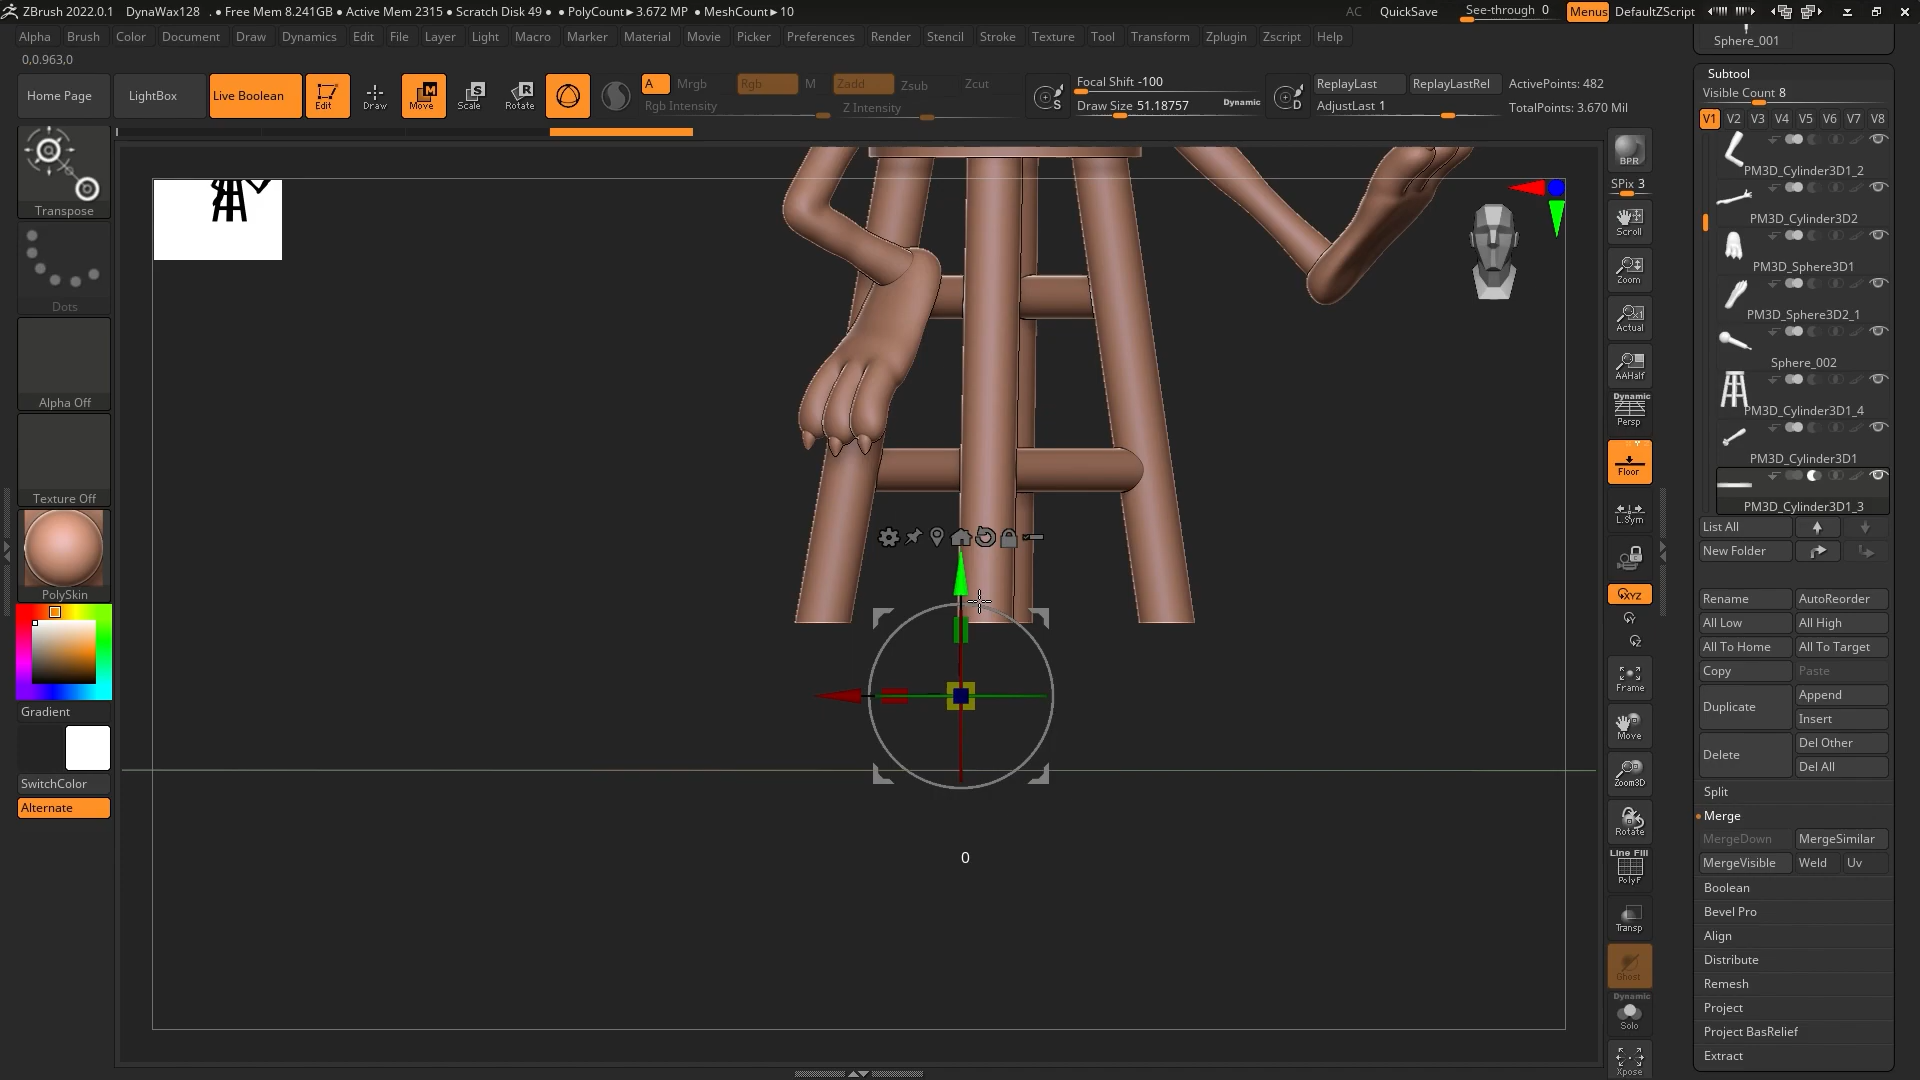 ZBrush 2022.0.1 DynaWax128 . ● Free Mem 8.241GB ● Active Mem 2315 ● Scratch Disk 49 ● ● PolyCount► 3.672 MP ● MeshCount► 10 AC QuickSave See-through 0 Menus DefaultZScript
Alpha Brush Color Document Draw Dynamics Edit File Layer Light Macro Marker Material Movie Picker Preferences Render Stencil Stroke Texture Tool Transform Zplugin Zscript Help
0,0.963,0
Home Page
LightBox
Live Boolean
Edit
Draw
Move
Scale
Rotate
A Mrgb Rgb M Zadd Zsub Zcut
Rgb Intensity Z Intensity
Focal Shift -100
Draw Size 51.18757 Dynamic
S
D
ReplayLast ReplayLastRel
AdjustLast 1
ActivePoints: 482
TotalPoints: 3.670 Mil
Transpose
Dots
Alpha Off
Texture Off
PolySkin
Gradient
SwitchColor
Alternate
0
BPR
SPix 3
Scroll
Zoom
Actual
AAHalf
Dynamic
Persp
Floor
L.Sym
XYZ
Y
Z
Frame
Move
Zoom3D
Rotate
Line Fill
PolyF
Transp
Ghost
Dynamic
Solo
Xpose
Sphere_001
Subtool
Visible Count 8
V1 V2 V3 V4 V5 V6 V7 V8
PM3D_Cylinder3D1_2
PM3D_Cylinder3D2
PM3D_Sphere3D1
PM3D_Sphere3D2_1
Sphere_002
PM3D_Cylinder3D1_4
PM3D_Cylinder3D1
PM3D_Cylinder3D1_3
List All
New Folder
Rename AutoReorder
All Low All High
All To Home All To Target
Copy Paste
Duplicate Append
Insert
Delete Del Other
Del All
Split
Merge
MergeDown MergeSimilar
MergeVisible Weld Uv
Boolean
Bevel Pro
Align
Distribute
Remesh
Project
Project BasRelief
Extract